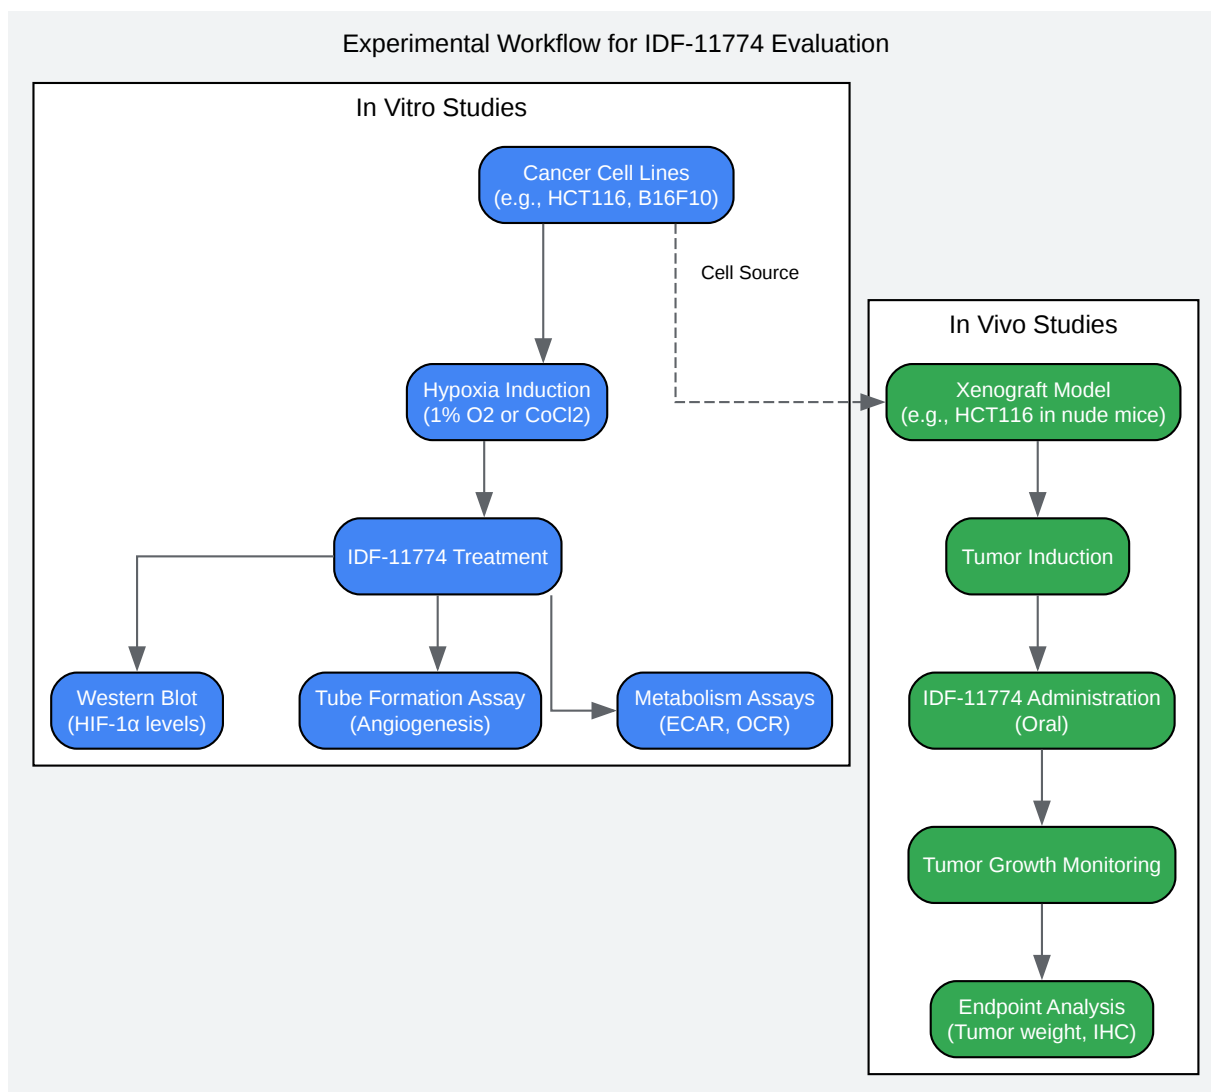 Experimental Workflow for IDF-11774 Evaluation
In Vitro Studies
Cancer Cell Lines
(e.g., HCT116, B16F10)
Cell Source
Hypoxia Induction
(1% O2 or CoCl2)
IDF-11774 Treatment
Western Blot
(HIF-1α levels)
Tube Formation Assay
(Angiogenesis)
Metabolism Assays
(ECAR, OCR)
In Vivo Studies
Xenograft Model
(e.g., HCT116 in nude mice)
Tumor Induction
IDF-11774 Administration
(Oral)
Tumor Growth Monitoring
Endpoint Analysis
(Tumor weight, IHC)